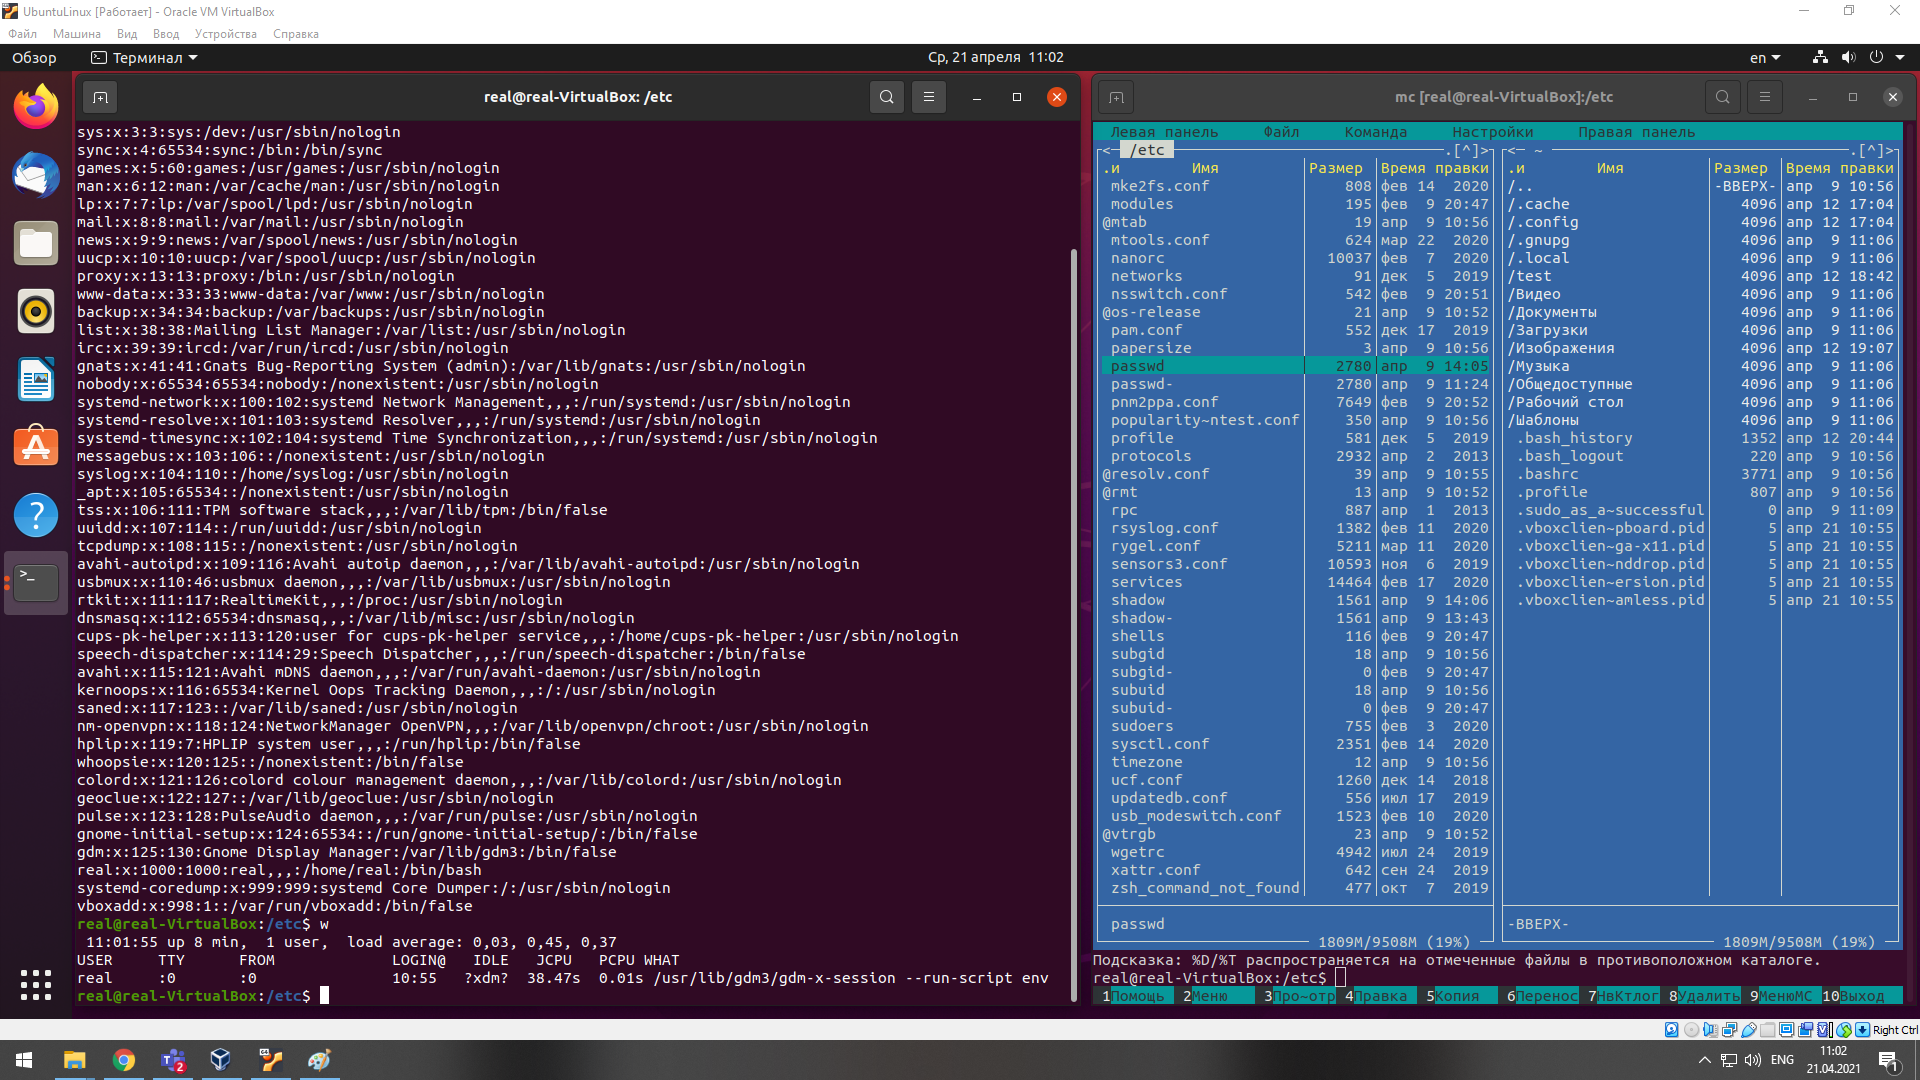 UbuntuLinux [Работает] - Oracle VM VirtualBox
Файл Машина Вид Ввод Устройства Справка
Обзор Терминал Ср, 21 апреля 11:02 en
real@real-VirtualBox: /etc
sys:x:3:3:sys:/dev:/usr/sbin/nologin
sync:x:4:65534:sync:/bin:/bin/sync
games:x:5:60:games:/usr/games:/usr/sbin/nologin
man:x:6:12:man:/var/cache/man:/usr/sbin/nologin
lp:x:7:7:lp:/var/spool/lpd:/usr/sbin/nologin
mail:x:8:8:mail:/var/mail:/usr/sbin/nologin
news:x:9:9:news:/var/spool/news:/usr/sbin/nologin
uucp:x:10:10:uucp:/var/spool/uucp:/usr/sbin/nologin
proxy:x:13:13:proxy:/bin:/usr/sbin/nologin
www-data:x:33:33:www-data:/var/www:/usr/sbin/nologin
backup:x:34:34:backup:/var/backups:/usr/sbin/nologin
list:x:38:38:Mailing List Manager:/var/list:/usr/sbin/nologin
irc:x:39:39:ircd:/var/run/ircd:/usr/sbin/nologin
gnats:x:41:41:Gnats Bug-Reporting System (admin):/var/lib/gnats:/usr/sbin/nologin
nobody:x:65534:65534:nobody:/nonexistent:/usr/sbin/nologin
systemd-network:x:100:102:systemd Network Management,,,:/run/systemd:/usr/sbin/nologin
systemd-resolve:x:101:103:systemd Resolver,,,:/run/systemd:/usr/sbin/nologin
systemd-timesync:x:102:104:systemd Time Synchronization,,,:/run/systemd:/usr/sbin/nologin
messagebus:x:103:106::/nonexistent:/usr/sbin/nologin
syslog:x:104:110::/home/syslog:/usr/sbin/nologin
_apt:x:105:65534::/nonexistent:/usr/sbin/nologin
tss:x:106:111:TPM software stack,,,:/var/lib/tpm:/bin/false
uuidd:x:107:114::/run/uuidd:/usr/sbin/nologin
tcpdump:x:108:115::/nonexistent:/usr/sbin/nologin
avahi-autoipd:x:109:116:Avahi autoip daemon,,,:/var/lib/avahi-autoipd:/usr/sbin/nologin
usbmux:x:110:46:usbmux daemon,,,:/var/lib/usbmux:/usr/sbin/nologin
rtkit:x:111:117:RealtimeKit,,,:/proc:/usr/sbin/nologin
dnsmasq:x:112:65534:dnsmasq,,,:/var/lib/misc:/usr/sbin/nologin
cups-pk-helper:x:113:120:user for cups-pk-helper service,,,:/home/cups-pk-helper:/usr/sbin/nologin
speech-dispatcher:x:114:29:Speech Dispatcher,,,:/run/speech-dispatcher:/bin/false
avahi:x:115:121:Avahi mDNS daemon,,,:/var/run/avahi-daemon:/usr/sbin/nologin
kernoops:x:116:65534:Kernel Oops Tracking Daemon,,,:/:/usr/sbin/nologin
saned:x:117:123::/var/lib/saned:/usr/sbin/nologin
nm-openvpn:x:118:124:NetworkManager OpenVPN,,,:/var/lib/openvpn/chroot:/usr/sbin/nologin
hplip:x:119:7:HPLIP system user,,,:/run/hplip:/bin/false
whoopsie:x:120:125::/nonexistent:/bin/false
colord:x:121:126:colord colour management daemon,,,:/var/lib/colord:/usr/sbin/nologin
geoclue:x:122:127::/var/lib/geoclue:/usr/sbin/nologin
pulse:x:123:128:PulseAudio daemon,,,:/var/run/pulse:/usr/sbin/nologin
gnome-initial-setup:x:124:65534::/run/gnome-initial-setup/:/bin/false
gdm:x:125:130:Gnome Display Manager:/var/lib/gdm3:/bin/false
real:x:1000:1000:real,,,:/home/real:/bin/bash
systemd-coredump:x:999:999:systemd Core Dumper:/:/usr/sbin/nologin
vboxadd:x:998:1::/var/run/vboxadd:/bin/false
real@real-VirtualBox:/etc$ w
11:01:55 up 8 min, 1 user, load average: 0,03, 0,45, 0,37
USER TTY FROM LOGIN@ IDLE JCPU PCPU WHAT
real :0 :0 10:55 ?xdm? 38.47s 0.01s /usr/lib/gdm3/gdm-x-session --run-script env
real@real-VirtualBox:/etc$
mc [real@real-VirtualBox]:/etc
Левая панель Файл Команда Настройки Правая панель
<- /etc .[^]>
.и Имя Размер Время правки
mke2fs.conf 808 фев 14 2020
modules 195 фев 9 20:47
@mtab 19 апр 9 10:56
mtools.conf 624 мар 22 2020
nanorc 10037 фев 7 2020
networks 91 дек 5 2019
nsswitch.conf 542 фев 9 20:51
@os-release 21 апр 9 10:52
pam.conf 552 дек 17 2019
papersize 3 апр 9 10:56
passwd 2780 апр 9 14:05
passwd- 2780 апр 9 11:24
pnm2ppa.conf 7649 фев 9 20:52
popularity~ntest.conf 350 апр 9 10:56
profile 581 дек 5 2019
protocols 2932 апр 2 2013
@resolv.conf 39 апр 9 10:55
@rmt 13 апр 9 10:52
rpc 887 апр 1 2013
rsyslog.conf 1382 фев 11 2020
rygel.conf 5211 мар 11 2020
sensors3.conf 10593 ноя 6 2019
services 14464 фев 17 2020
shadow 1561 апр 9 14:06
shadow- 1561 апр 9 13:43
shells 116 фев 9 20:47
subgid 18 апр 9 10:56
subgid- 0 фев 9 20:47
subuid 18 апр 9 10:56
subuid- 0 фев 9 20:47
sudoers 755 фев 3 2020
sysctl.conf 2351 фев 14 2020
timezone 12 апр 9 10:56
ucf.conf 1260 дек 14 2018
updatedb.conf 556 июл 17 2019
usb_modeswitch.conf 1523 фев 10 2020
@vtrgb 23 апр 9 10:52
wgetrc 4942 июл 24 2019
xattr.conf 642 сен 24 2019
zsh_command_not_found 477 окт 7 2019
passwd
1809M/9508M (19%)
<- ~ .[^]>
.и Имя Размер Время правки
/.. -ВВЕРХ- апр 9 10:56
/.cache 4096 апр 12 17:04
/.config 4096 апр 12 17:04
/.gnupg 4096 апр 9 11:06
/.local 4096 апр 9 11:06
/test 4096 апр 12 18:42
/Видео 4096 апр 9 11:06
/Документы 4096 апр 9 11:06
/Загрузки 4096 апр 9 11:06
/Изображения 4096 апр 12 19:07
/Музыка 4096 апр 9 11:06
/Общедоступные 4096 апр 9 11:06
/Рабочий стол 4096 апр 9 11:06
/Шаблоны 4096 апр 9 11:06
.bash_history 1352 апр 12 20:44
.bash_logout 220 апр 9 10:56
.bashrc 3771 апр 9 10:56
.profile 807 апр 9 10:56
.sudo_as_a~successful 0 апр 9 11:09
.vboxclien~pboard.pid 5 апр 21 10:55
.vboxclien~ga-x11.pid 5 апр 21 10:55
.vboxclien~nddrop.pid 5 апр 21 10:55
.vboxclien~ersion.pid 5 апр 21 10:55
.vboxclien~amless.pid 5 апр 21 10:55
-ВВЕРХ-
1809M/9508M (19%)
Подсказка: %D/%T распространяется на отмеченные файлы в противоположном каталоге.
real@real-VirtualBox:/etc$
1Помощь 2Меню 3Про~отр 4Правка 5Копия 6Перенос 7НвКтлог 8Удалить 9МенюMC 10Выход
Right Ctrl
2
ENG
11:02
21.04.2021
1